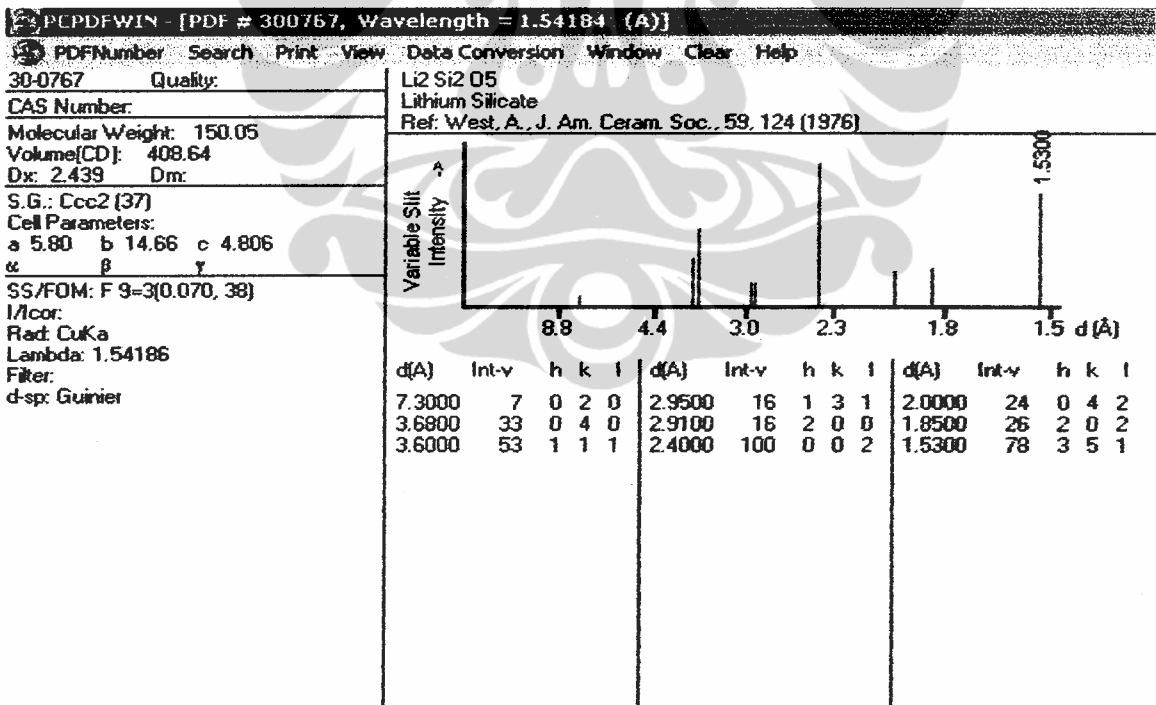 PCPDFWIN - [PDF # 300767, Wavelength = 1.54184 (A)]
PDFNumber Search Print View Data Conversion Window Clear Help
30-0767 Quality:
CAS Number:
Molecular Weight: 150.05
Volume[CD]: 408.64
Dx: 2.439 Dm:
S.G.: Ccc2 (37)
Cell Parameters:
a 5.80 b 14.66 c 4.806
α β γ
SS/FOM: F 9=3(0.070, 38)
I/Icor:
Rad: CuKa
Lambda: 1.54186
Filter:
d-sp: Guinier
Li2 Si2 O5
Lithium Silicate
Ref: West, A., J. Am. Ceram. Soc., 59, 124 (1976)
Variable Slit
Intensity ->
1.5300
8.8 4.4 3.0 2.3 1.8 1.5 d (Å)
d(A) Int-v h k l d(A) Int-v h k l d(A) Int-v h k l
7.3000 7 0 2 0 2.9500 16 1 3 1 2.0000 24 0 4 2
3.6800 33 0 4 0 2.9100 16 2 0 0 1.8500 26 2 0 2
3.6000 53 1 1 1 2.4000 100 0 0 2 1.5300 78 3 5 1